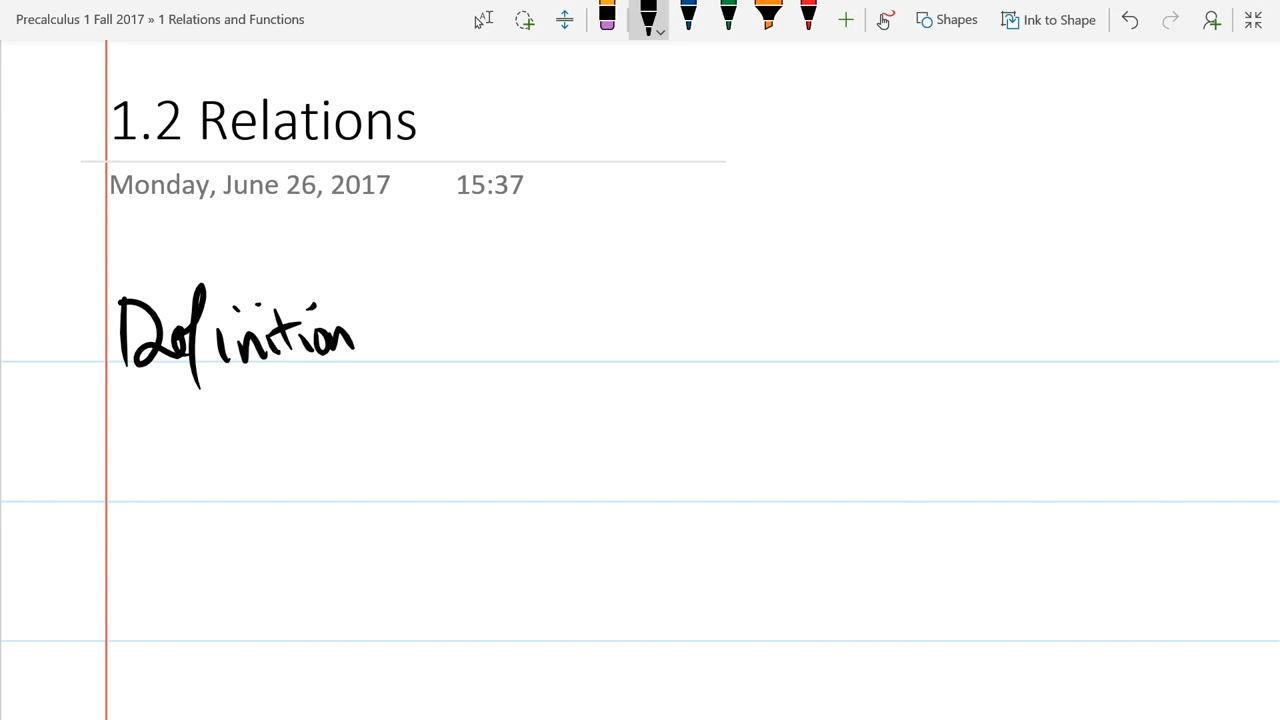 Precalculus 1 Fall 2017 » 1 Relations and Functions
Shapes
Ink to Shape
1.2 Relations
Monday, June 26, 2017 15:37
Definition